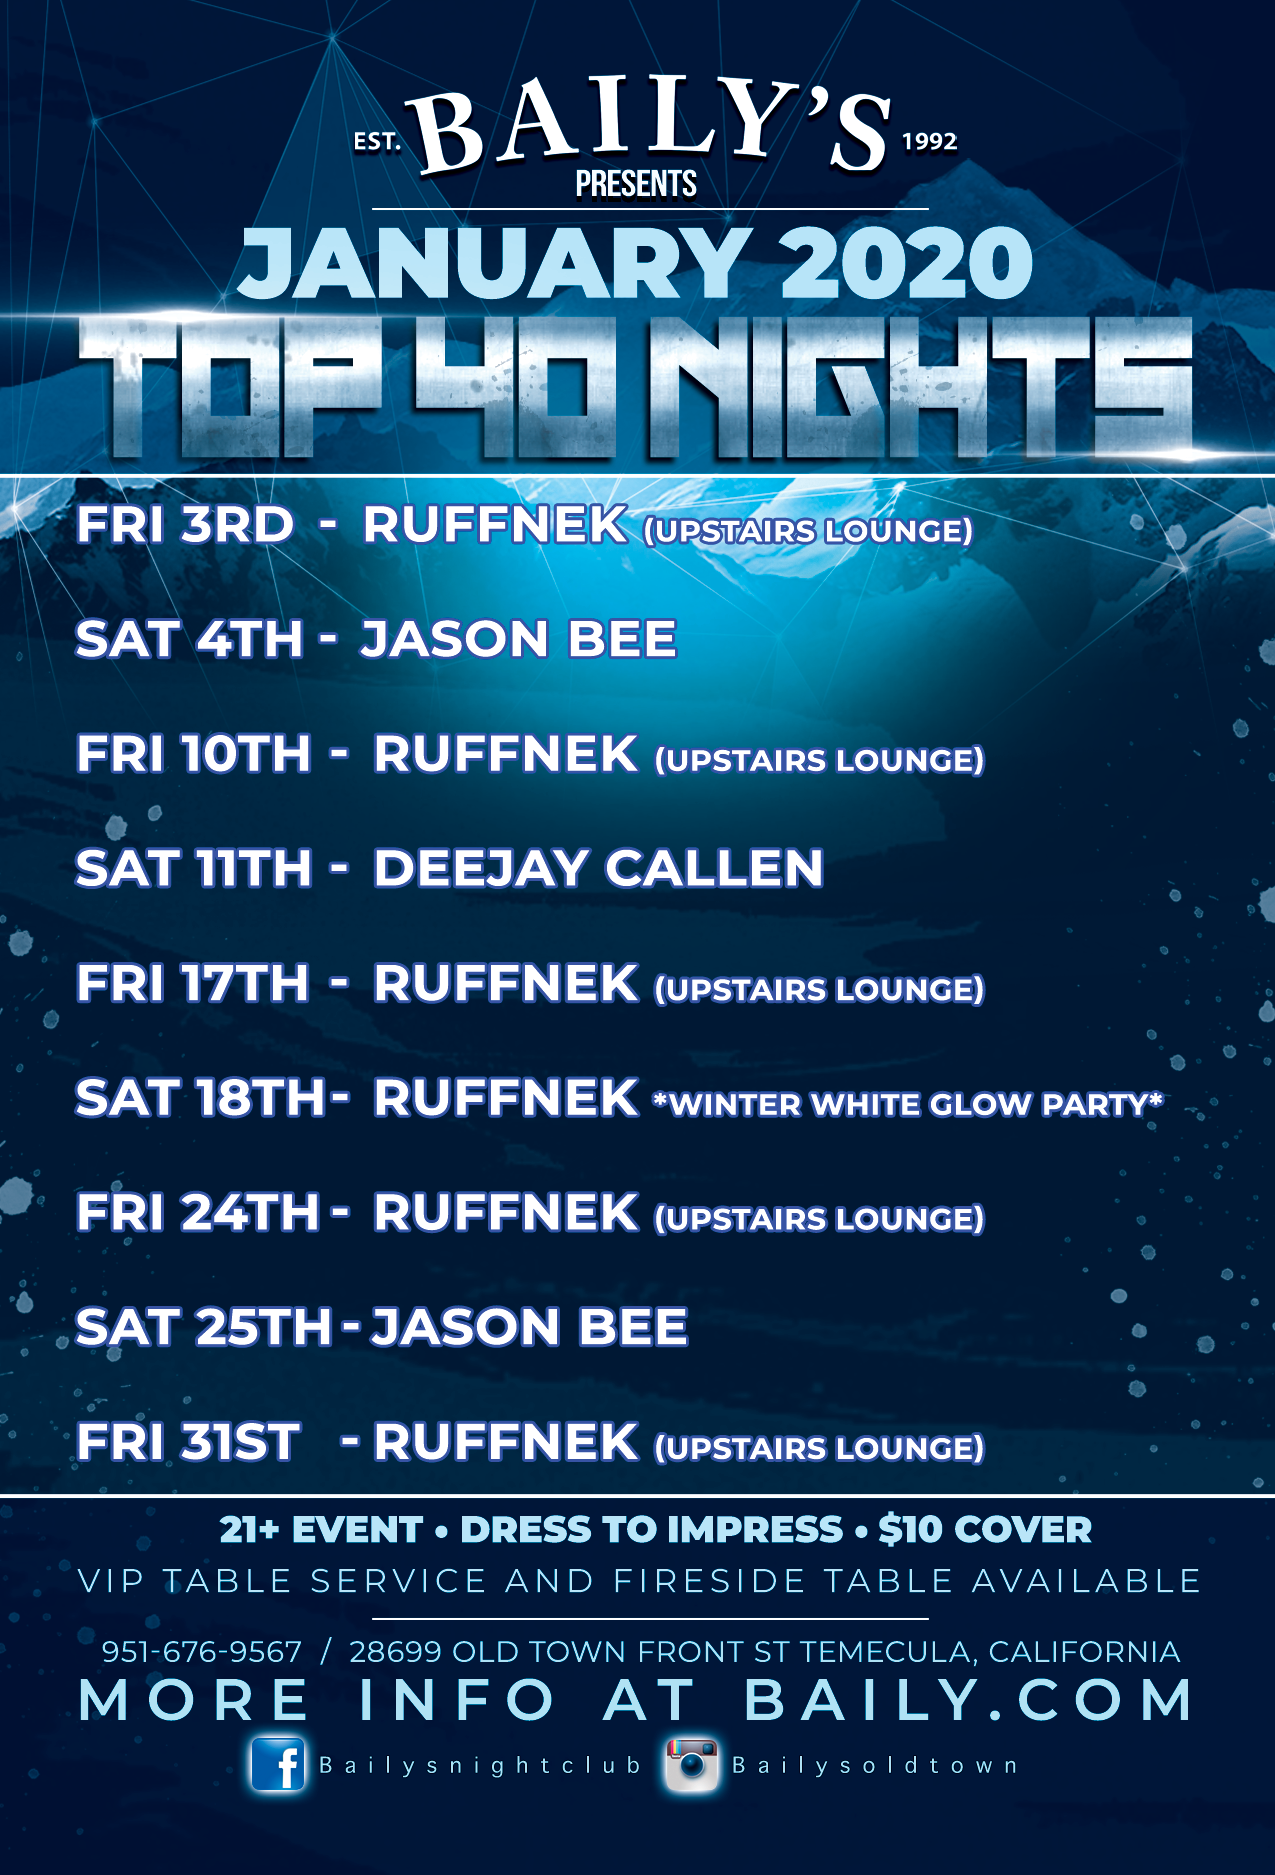 EST. BAILY'S 1992
PRESENTS
JANUARY 2020
TOP 40 NIGHTS
FRI 3RD - RUFFNEK (UPSTAIRS LOUNGE)
SAT 4TH - JASON BEE
FRI 10TH - RUFFNEK (UPSTAIRS LOUNGE)
SAT 11TH - DEEJAY CALLEN
FRI 17TH - RUFFNEK (UPSTAIRS LOUNGE)
SAT 18TH - RUFFNEK *WINTER WHITE GLOW PARTY*
FRI 24TH - RUFFNEK (UPSTAIRS LOUNGE)
SAT 25TH - JASON BEE
FRI 31ST - RUFFNEK (UPSTAIRS LOUNGE)
21+ EVENT • DRESS TO IMPRESS • $10 COVER
VIP TABLE SERVICE AND FIRESIDE TABLE AVAILABLE
951-676-9567 / 28699 OLD TOWN FRONT ST TEMECULA, CALIFORNIA
MORE INFO AT BAILY.COM
f Bailysnightclub Bailysoldtown